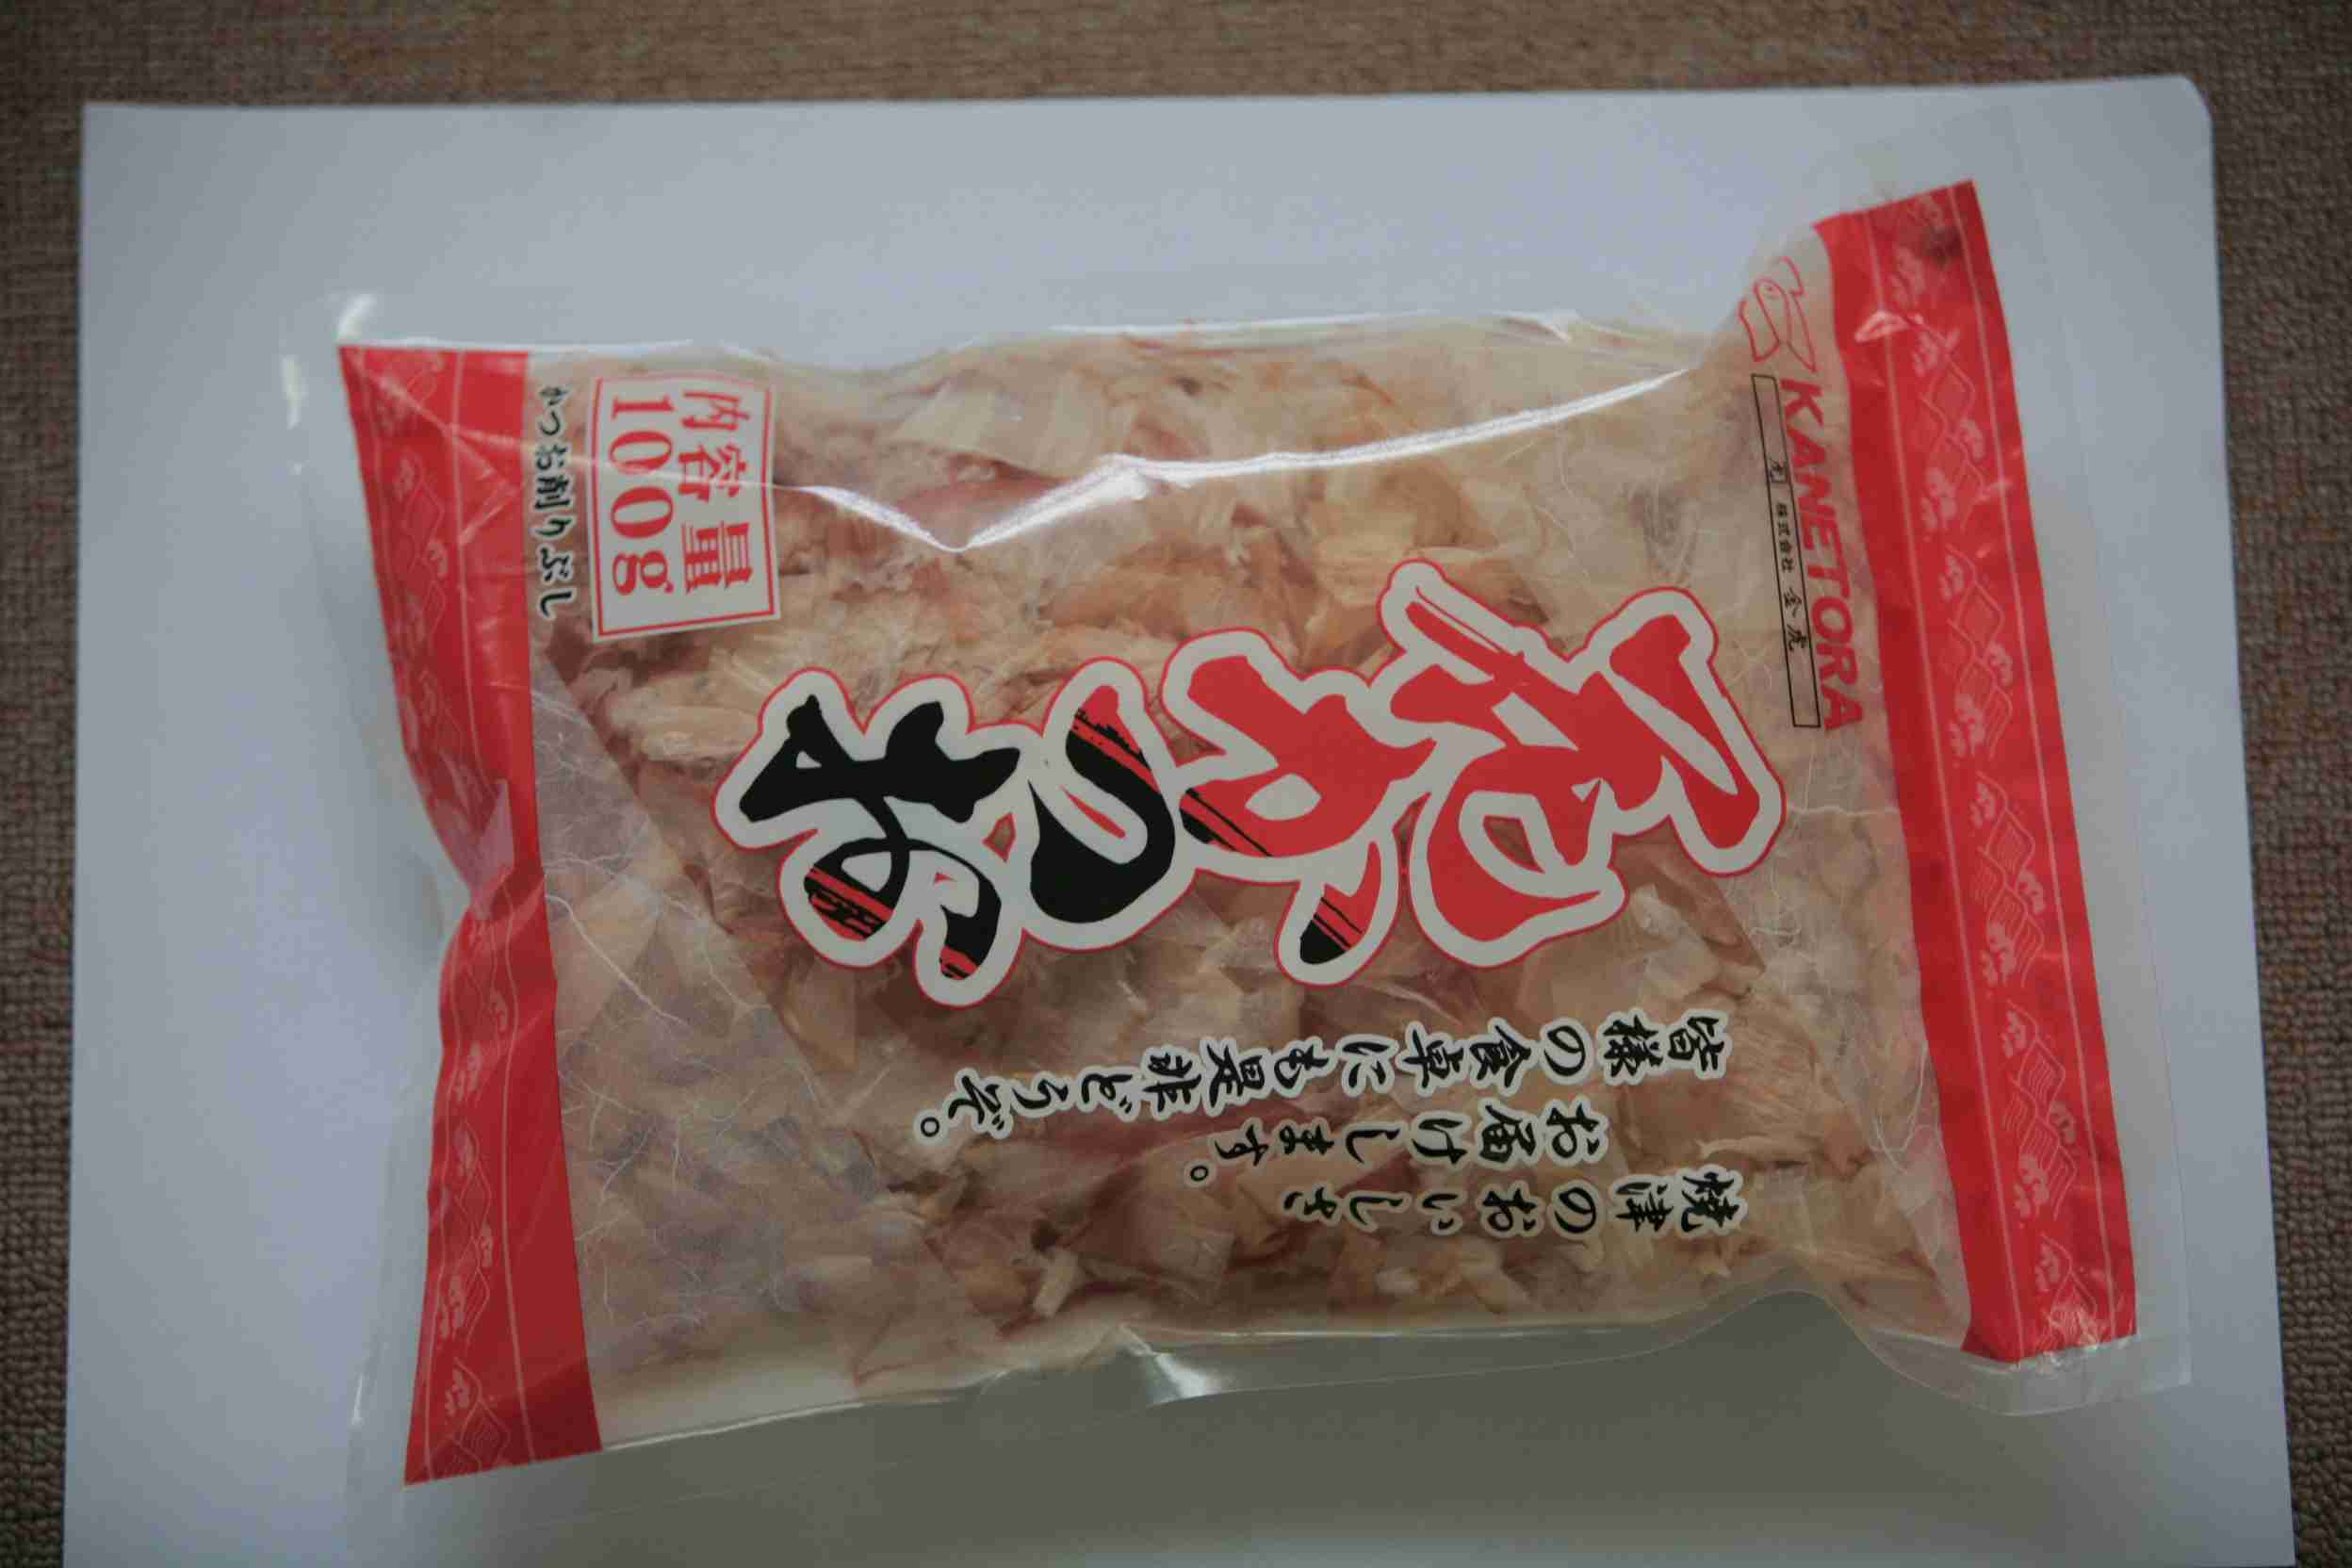 KANETORA
株式会社 金虎
花かつお
焼津のおいしさ
お届けします。
皆様の食卓にも是非どうぞ。
内容量
100g
かつお削りぶし